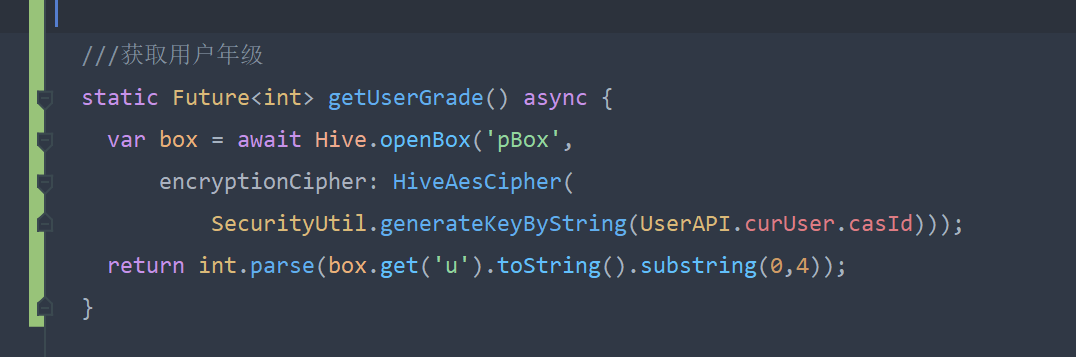 ///获取用户年级
static Future<int> getUserGrade() async {
  var box = await Hive.openBox('pBox',
      encryptionCipher: HiveAesCipher(
          SecurityUtil.generateKeyByString(UserAPI.curUser.casId)));
  return int.parse(box.get('u').toString().substring(0,4));
}